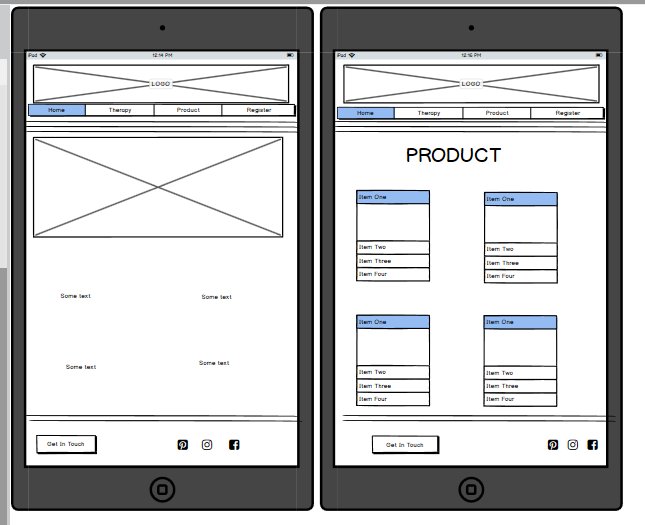 iPad 12:14 PM
LOGO
Home Therapy Product Register
Some text Some text
Some text Some text
Get In Touch
iPad 12:16 PM
LOGO
Home Therapy Product Register
PRODUCT
Item One Item One
Item Two Item Two
Item Three Item Three
Item Four Item Four
Item One Item One
Item Two Item Two
Item Three Item Three
Item Four Item Four
Get In Touch